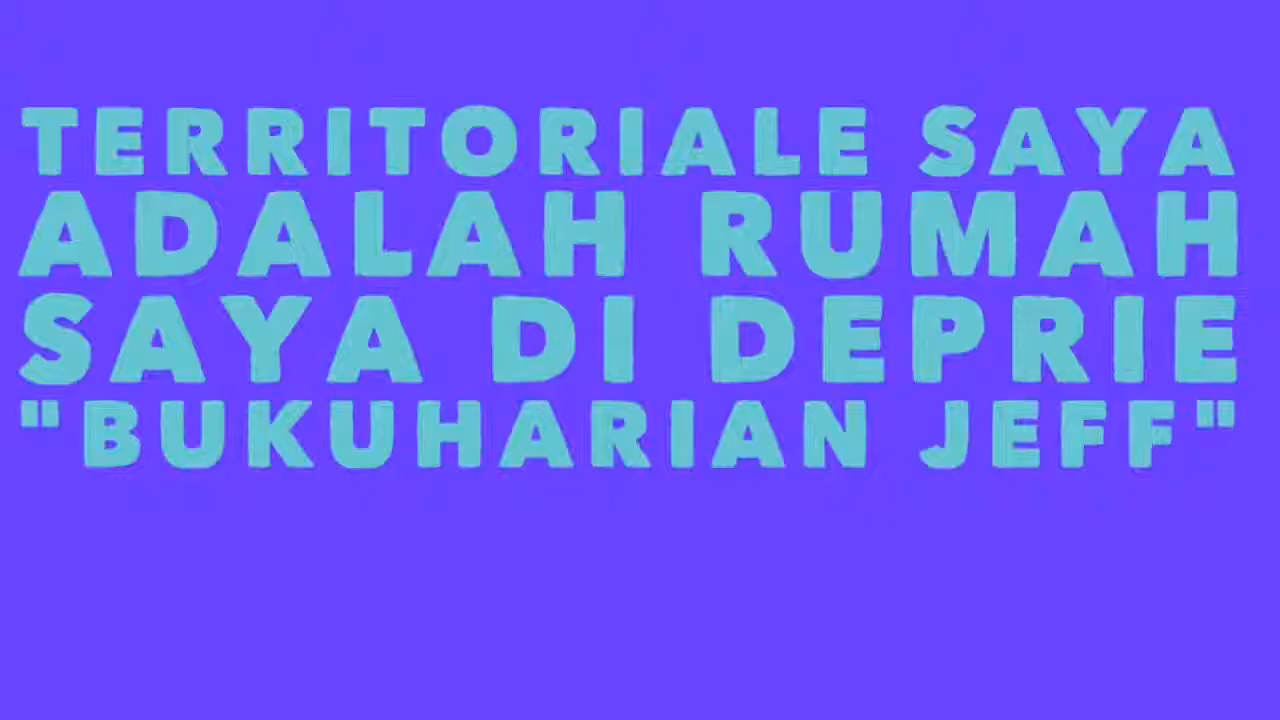 TERRITORIALE SAYA
ADALAH RUMAH
SAYA DI DEPRIE
"BUKUHARIAN JEFF"